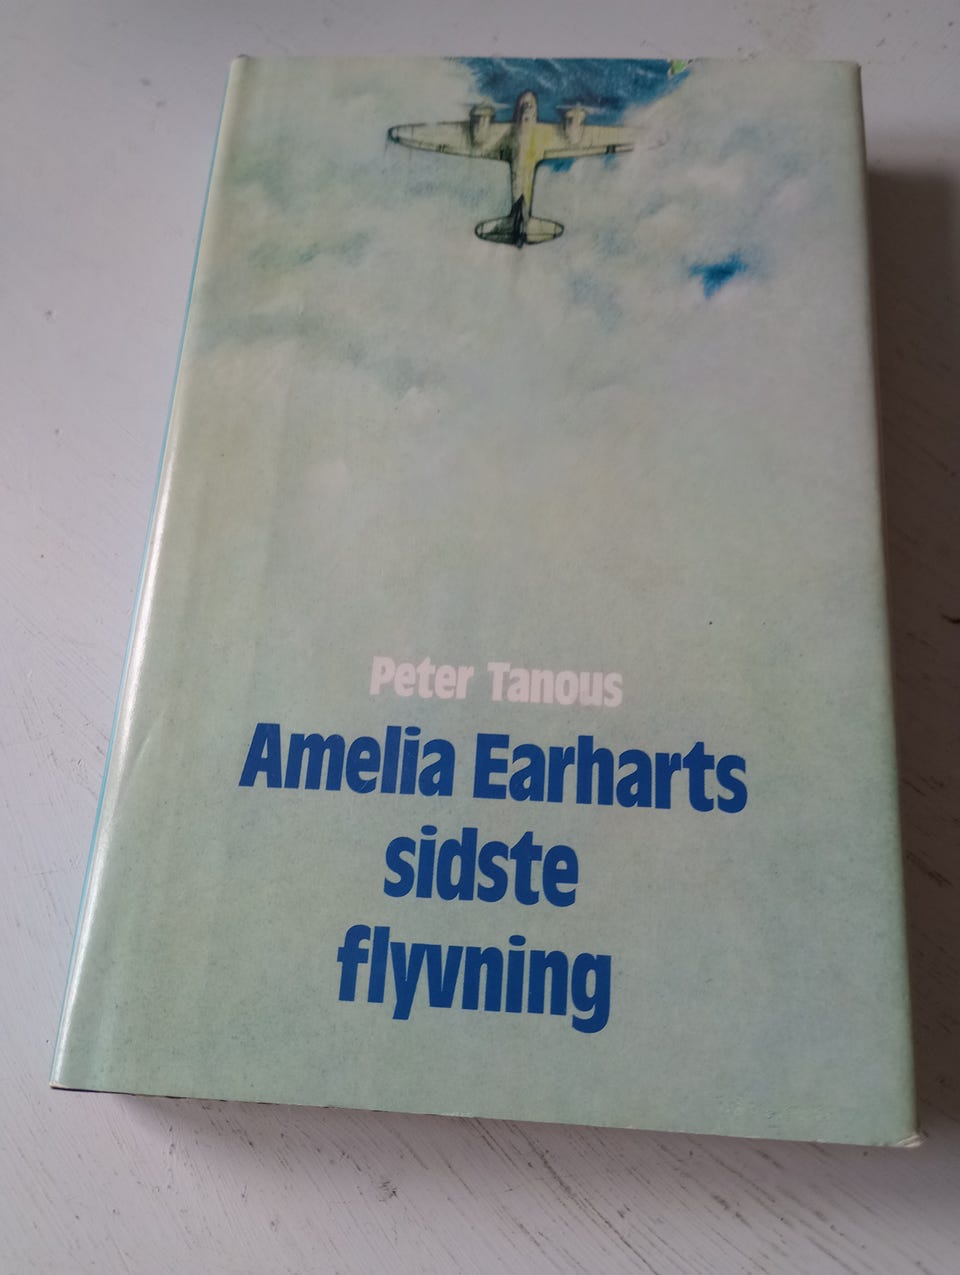 Peter Tanous
Amelia Earharts
sidste
flyvning